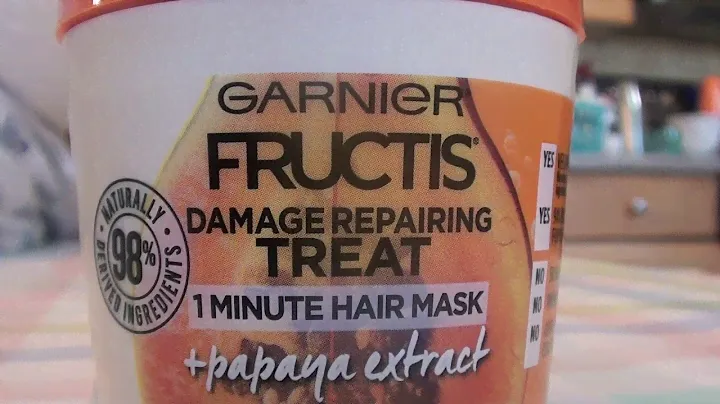 GARNIER
FRUCTIS
DAMAGE REPAIRING
TREAT
1 MINUTE HAIR MASK
+papaya extract
NATURALLY
98%
DERIVED INGREDIENTS
YES
YES
NO
NO
NO